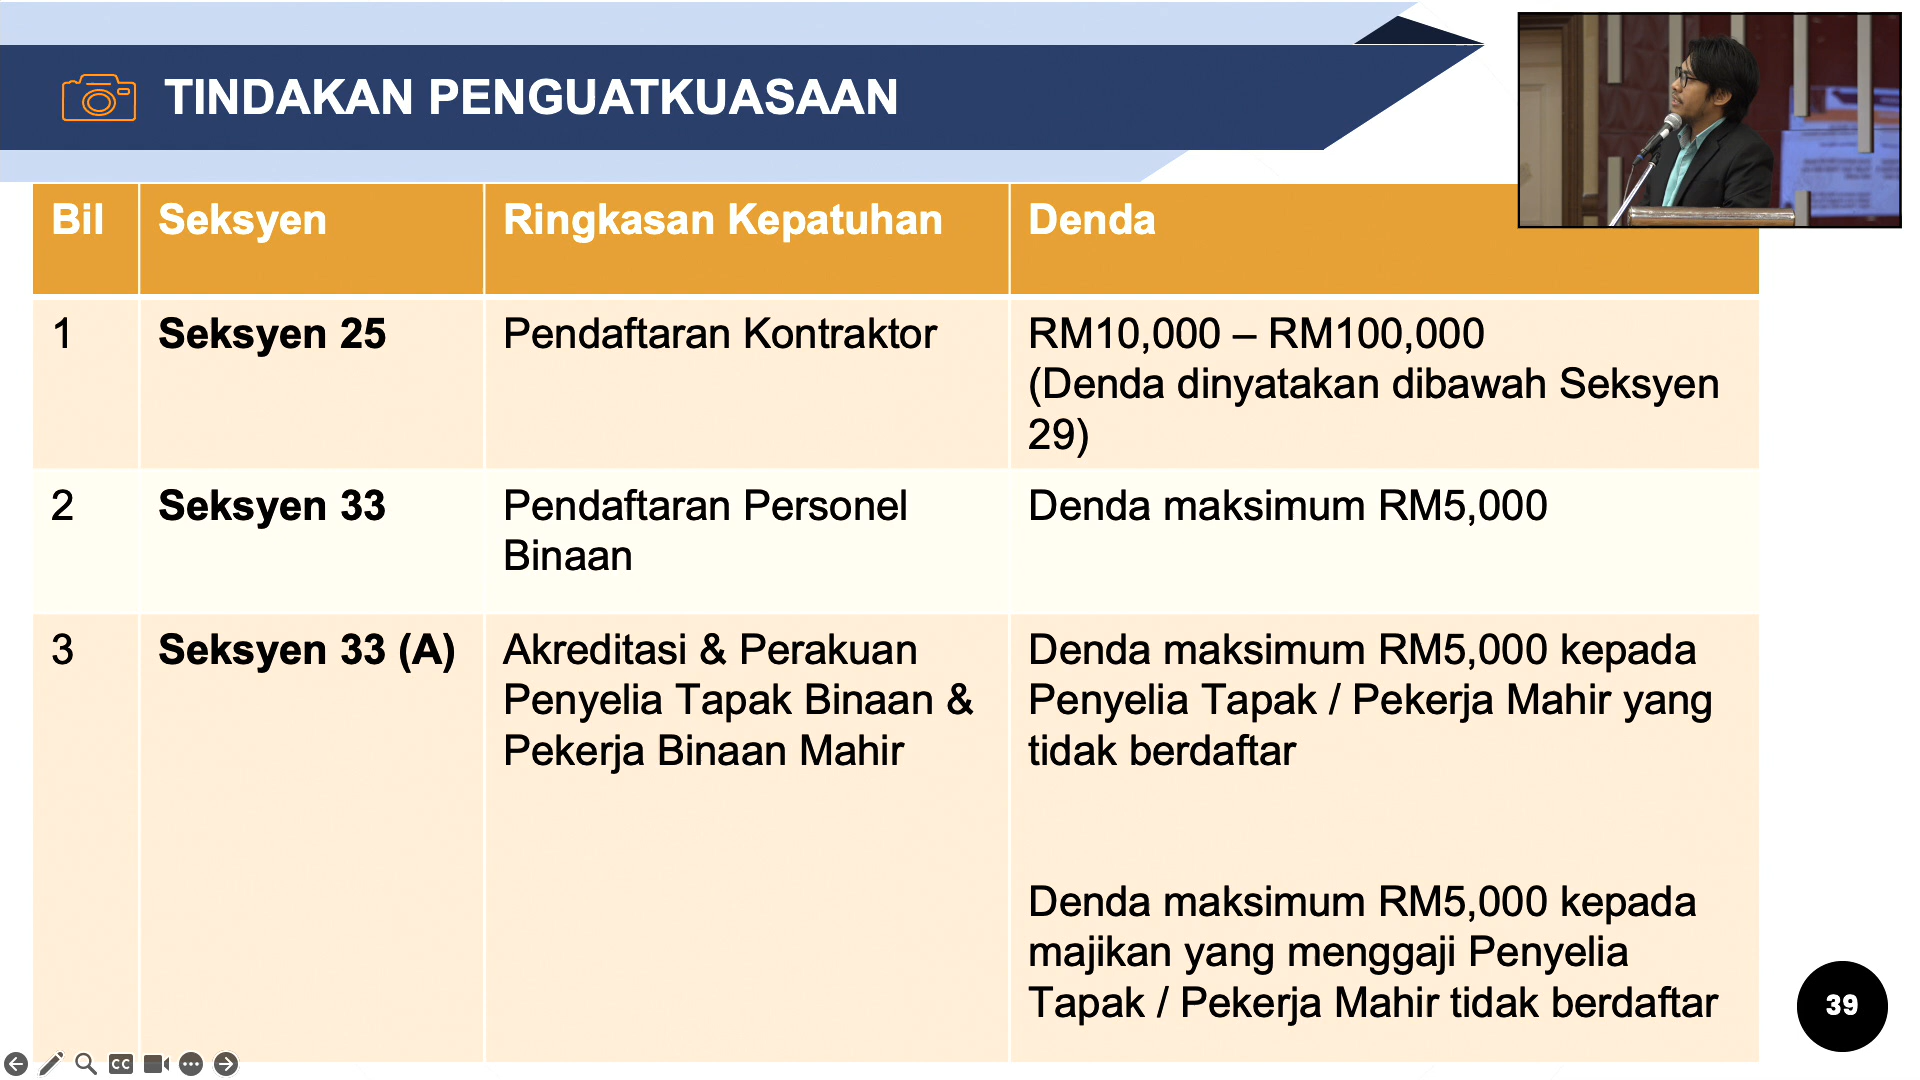 TINDAKAN PENGUATKUASAAN
Bil Seksyen Ringkasan Kepatuhan Denda
1 Seksyen 25 Pendaftaran Kontraktor RM10,000 – RM100,000
(Denda dinyatakan dibawah Seksyen
29)
2 Seksyen 33 Pendaftaran Personel Denda maksimum RM5,000
Binaan
3 Seksyen 33 (A) Akreditasi & Perakuan Denda maksimum RM5,000 kepada
Penyelia Tapak Binaan & Penyelia Tapak / Pekerja Mahir yang
Pekerja Binaan Mahir tidak berdaftar
Denda maksimum RM5,000 kepada
majikan yang menggaji Penyelia
Tapak / Pekerja Mahir tidak berdaftar
39
CC